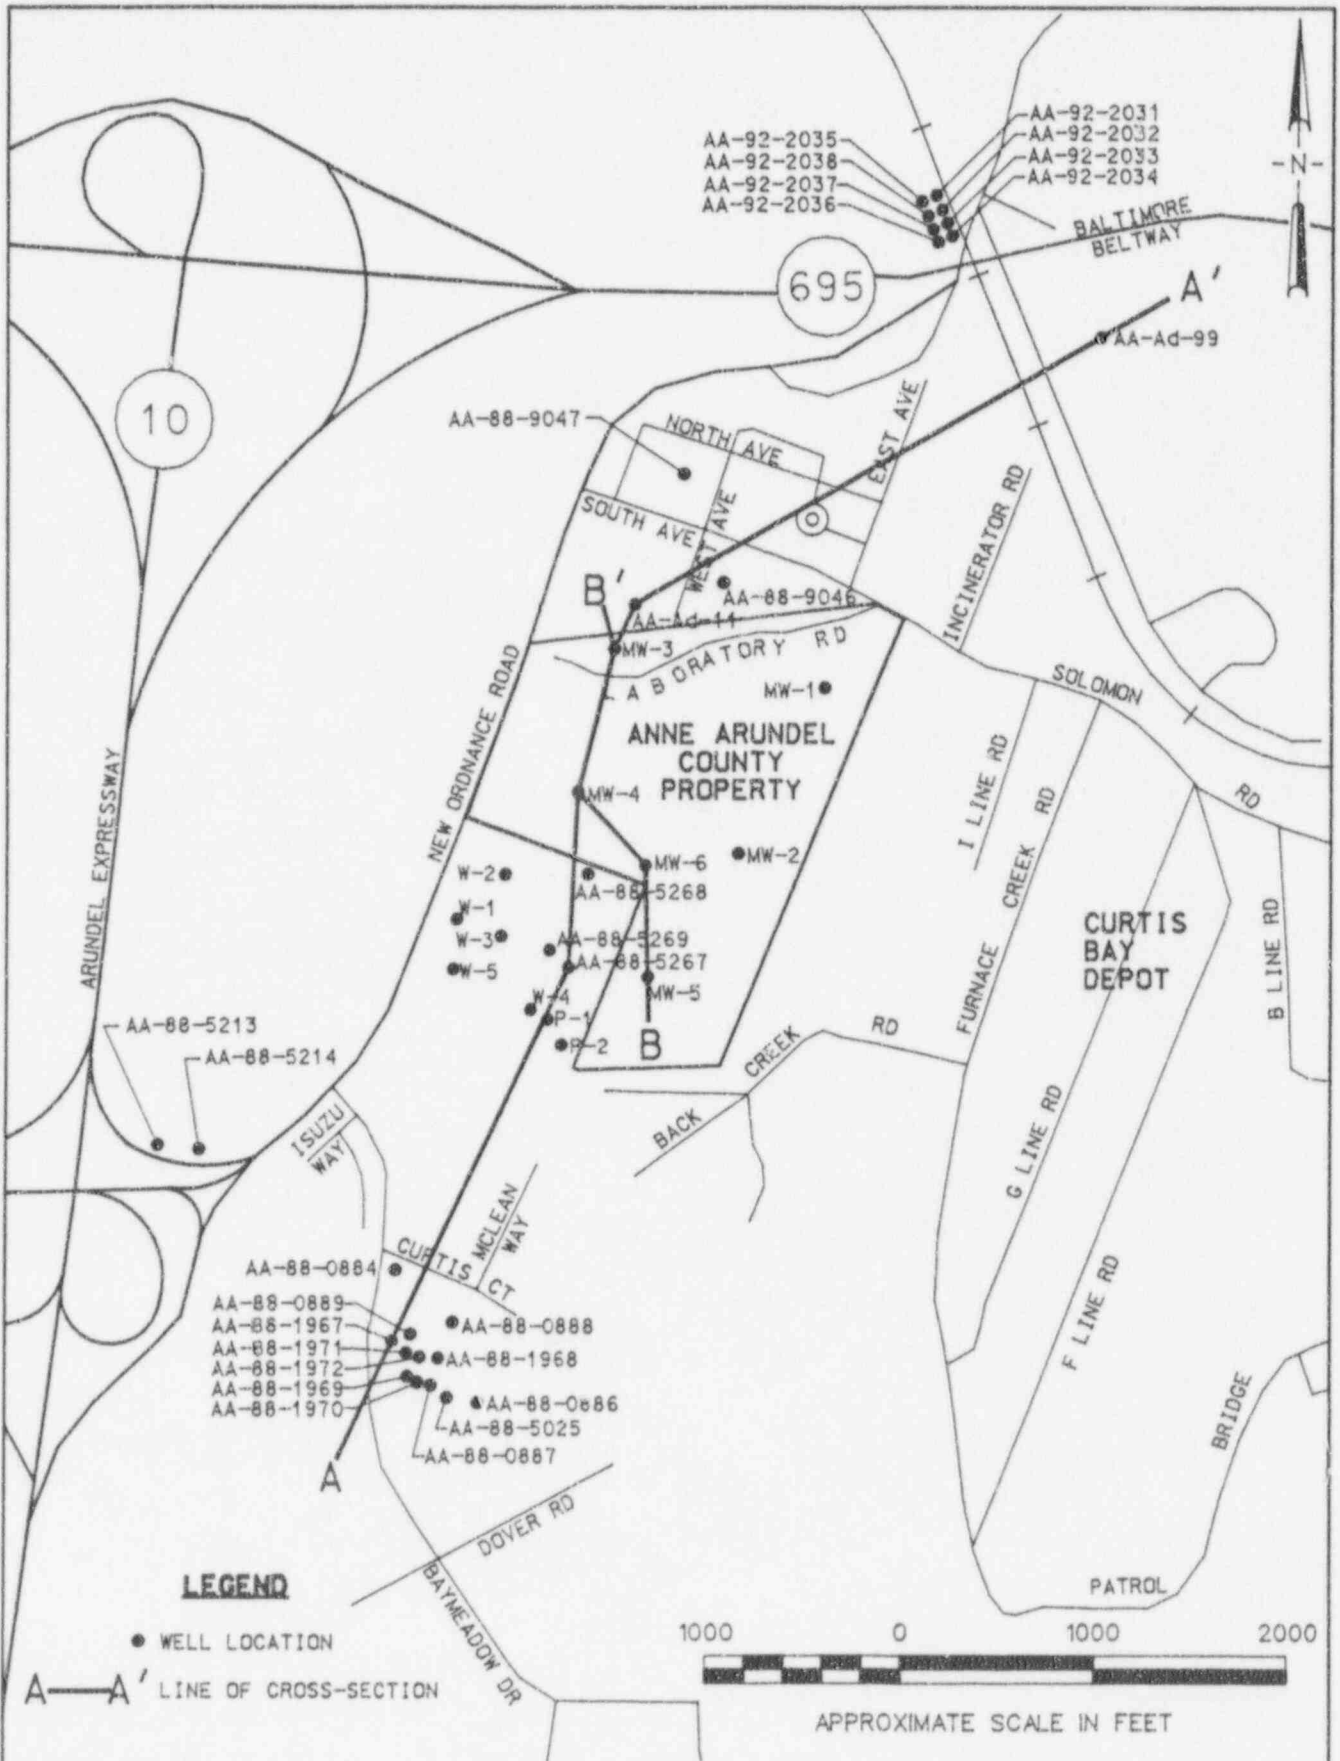 AA-92-2031
AA-92-2032
AA-92-2033
AA-92-2034
AA-92-2035
AA-92-2038
AA-92-2037
AA-92-2036
-N-
BALTIMORE
BELTWAY
695
A'
AA-Ad-99
10
AA-88-9047
NORTH AVE
EAST AVE
SOUTH AVE
WEST AVE
INCINERATOR RD
B'
AA-88-9046
AA-Ad-11
MW-3
LABORATORY RD
MW-1
SOLOMON
RD
ANNE ARUNDEL
COUNTY
PROPERTY
NEW ORDNANCE ROAD
ARUNDEL EXPRESSWAY
MW-4
I LINE RD
FURNACE CREEK RD
MW-6
MW-2
W-2
AA-88-5268
W-1
W-3
AA-88-5269
W-5
AA-88-5267
MW-5
W-4
P-1
P-2
B
CURTIS
BAY
DEPOT
B LINE RD
AA-88-5213
AA-88-5214
BACK CREEK RD
ISUZU
WAY
G LINE RD
MCLEAN
WAY
CURTIS CT
F LINE RD
AA-88-0884
AA-88-0889
AA-88-1967
AA-88-1971
AA-88-1972
AA-88-1969
AA-88-1970
AA-88-0888
AA-88-1968
AA-88-0886
AA-88-5025
AA-88-0887
A
BRIDGE
DOVER RD
BAYMEADOW DR
PATROL
LEGEND
WELL LOCATION
A A' LINE OF CROSS-SECTION
1000 0 1000 2000
APPROXIMATE SCALE IN FEET